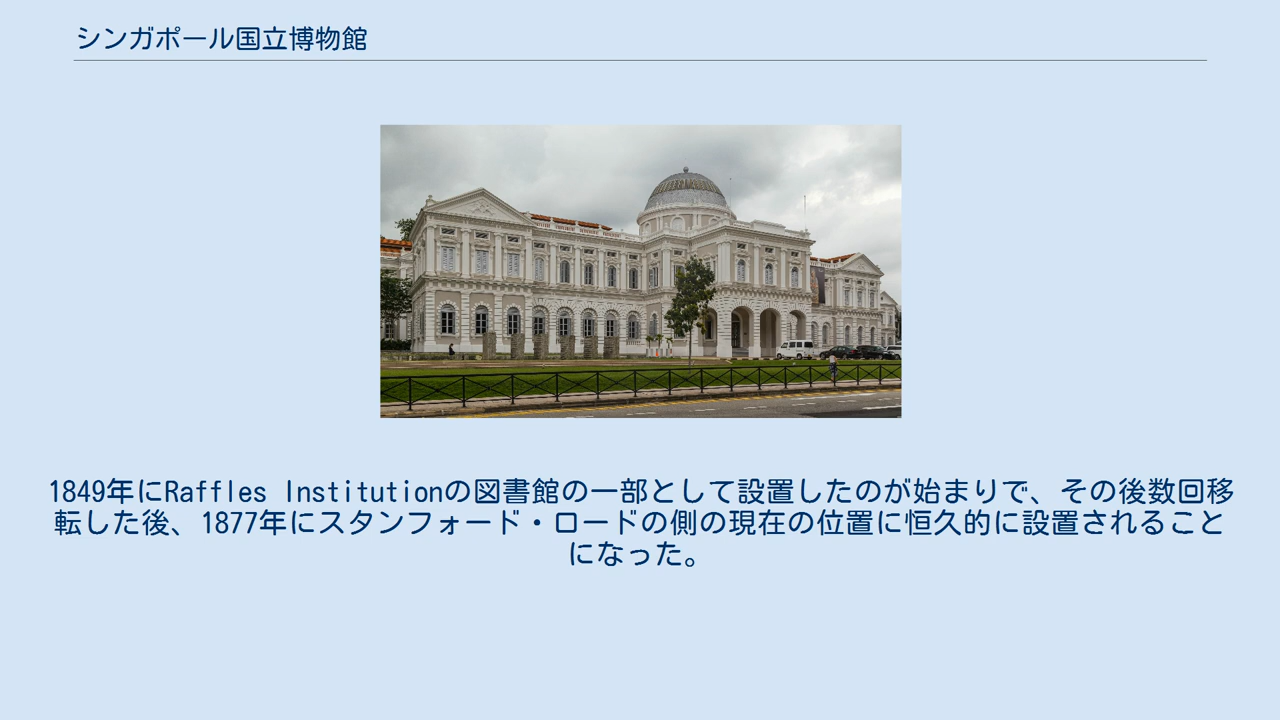 シンガポール国立博物館
1849年にRaffles Institutionの図書館の一部として設置したのが始まりで、その後数回移
転した後、1877年にスタンフォード・ロードの側の現在の位置に恒久的に設置されること
になった。